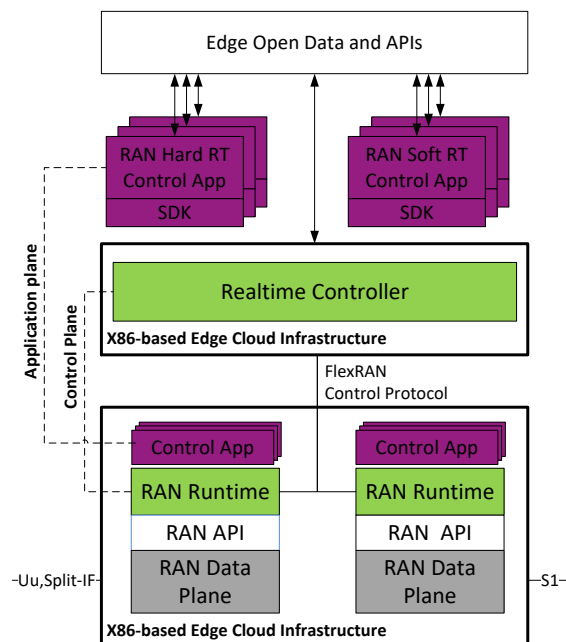 Edge Open Data and APIs
RAN Hard RT
Control App
SDK
RAN Soft RT
Control App
SDK
Application plane
Control Plane
Realtime Controller
X86-based Edge Cloud Infrastructure
FlexRAN
Control Protocol
Control App
Control App
RAN Runtime
RAN Runtime
RAN API
RAN API
RAN Data
Plane
RAN Data
Plane
Uu,Split-IF
S1
X86-based Edge Cloud Infrastructure